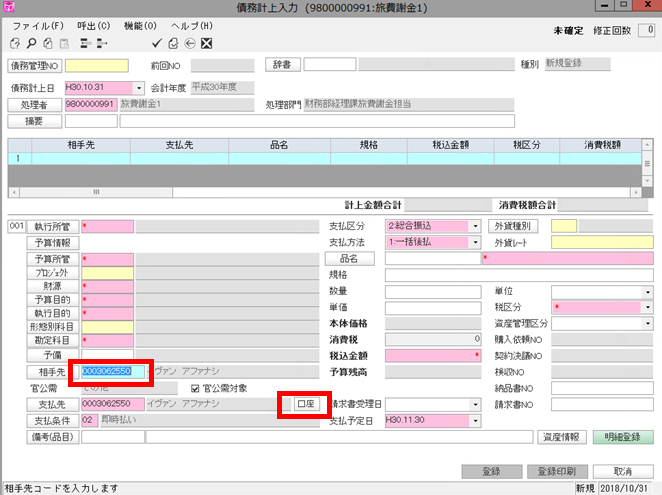 債務計上入力 (9800000991:旅費謝金1)
ファイル(F) 呼出(C) 機能(O) ヘルプ(H)
未確定 修正回数 0
債務管理NO 前回NO 辞書 種別 新規登録
債務計上日 H30.10.31 会計年度 平成30年度
処理者 9800000991 旅費謝金1 処理部門 財務部経理課旅費謝金担当
摘要
相手先 支払先 品名 規格 税込金額 税区分 消費税額
1
計上金額合計 消費税額合計
001 執行所管 * 支払区分 2:総合振込 外貨種別
予算情報 支払方法 1:一括後払 外貨レート
予算所管 * 品名 *
プロジェクト 規格
財源 * 数量 単位
予算目的 * 単価 税区分 *
執行目的 * 本体価格 資産管理区分
形態別科目 消費税 0 購入依頼NO
勘定科目 * 税込金額 * 契約決議NO
予備 予算残高 検収NO
相手先 0003062550 イヴァン アファナシ
官公需 その他 官公需対象 納品書NO
支払先 0003062550 イヴァン アファナシ 口座 請求書受理日 請求書NO
支払条件 02 即時払い 支払予定日 H30.11.30
備考(品目) 資産情報 明細登録
登録 登録印刷 取消
相手先コードを入力します 新規 2018/10/31